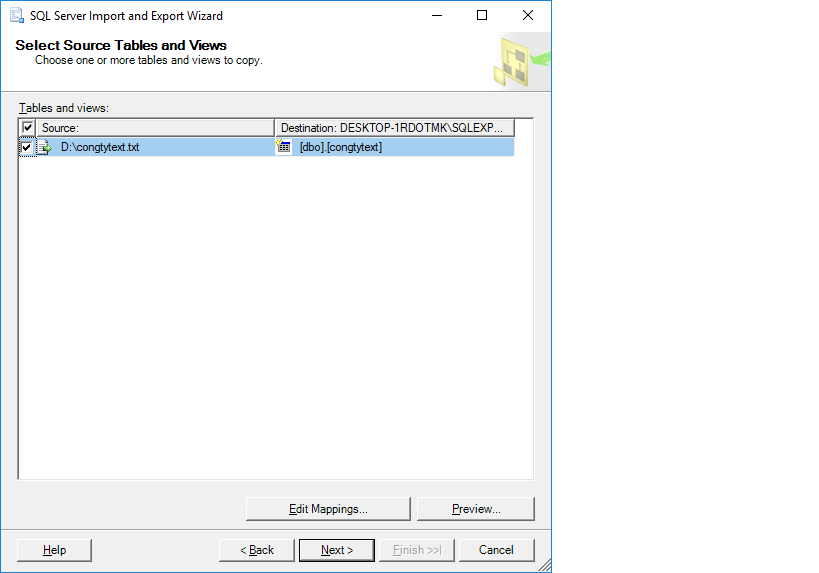 SQL Server Import and Export Wizard
Select Source Tables and Views
Choose one or more tables and views to copy.
Tables and views:
Source: Destination: DESKTOP-1RDOTMK\SQLEXP...
D:\congtytext.txt [dbo].[congtytext]
Edit Mappings... Preview...
Help < Back Next > Finish >>| Cancel